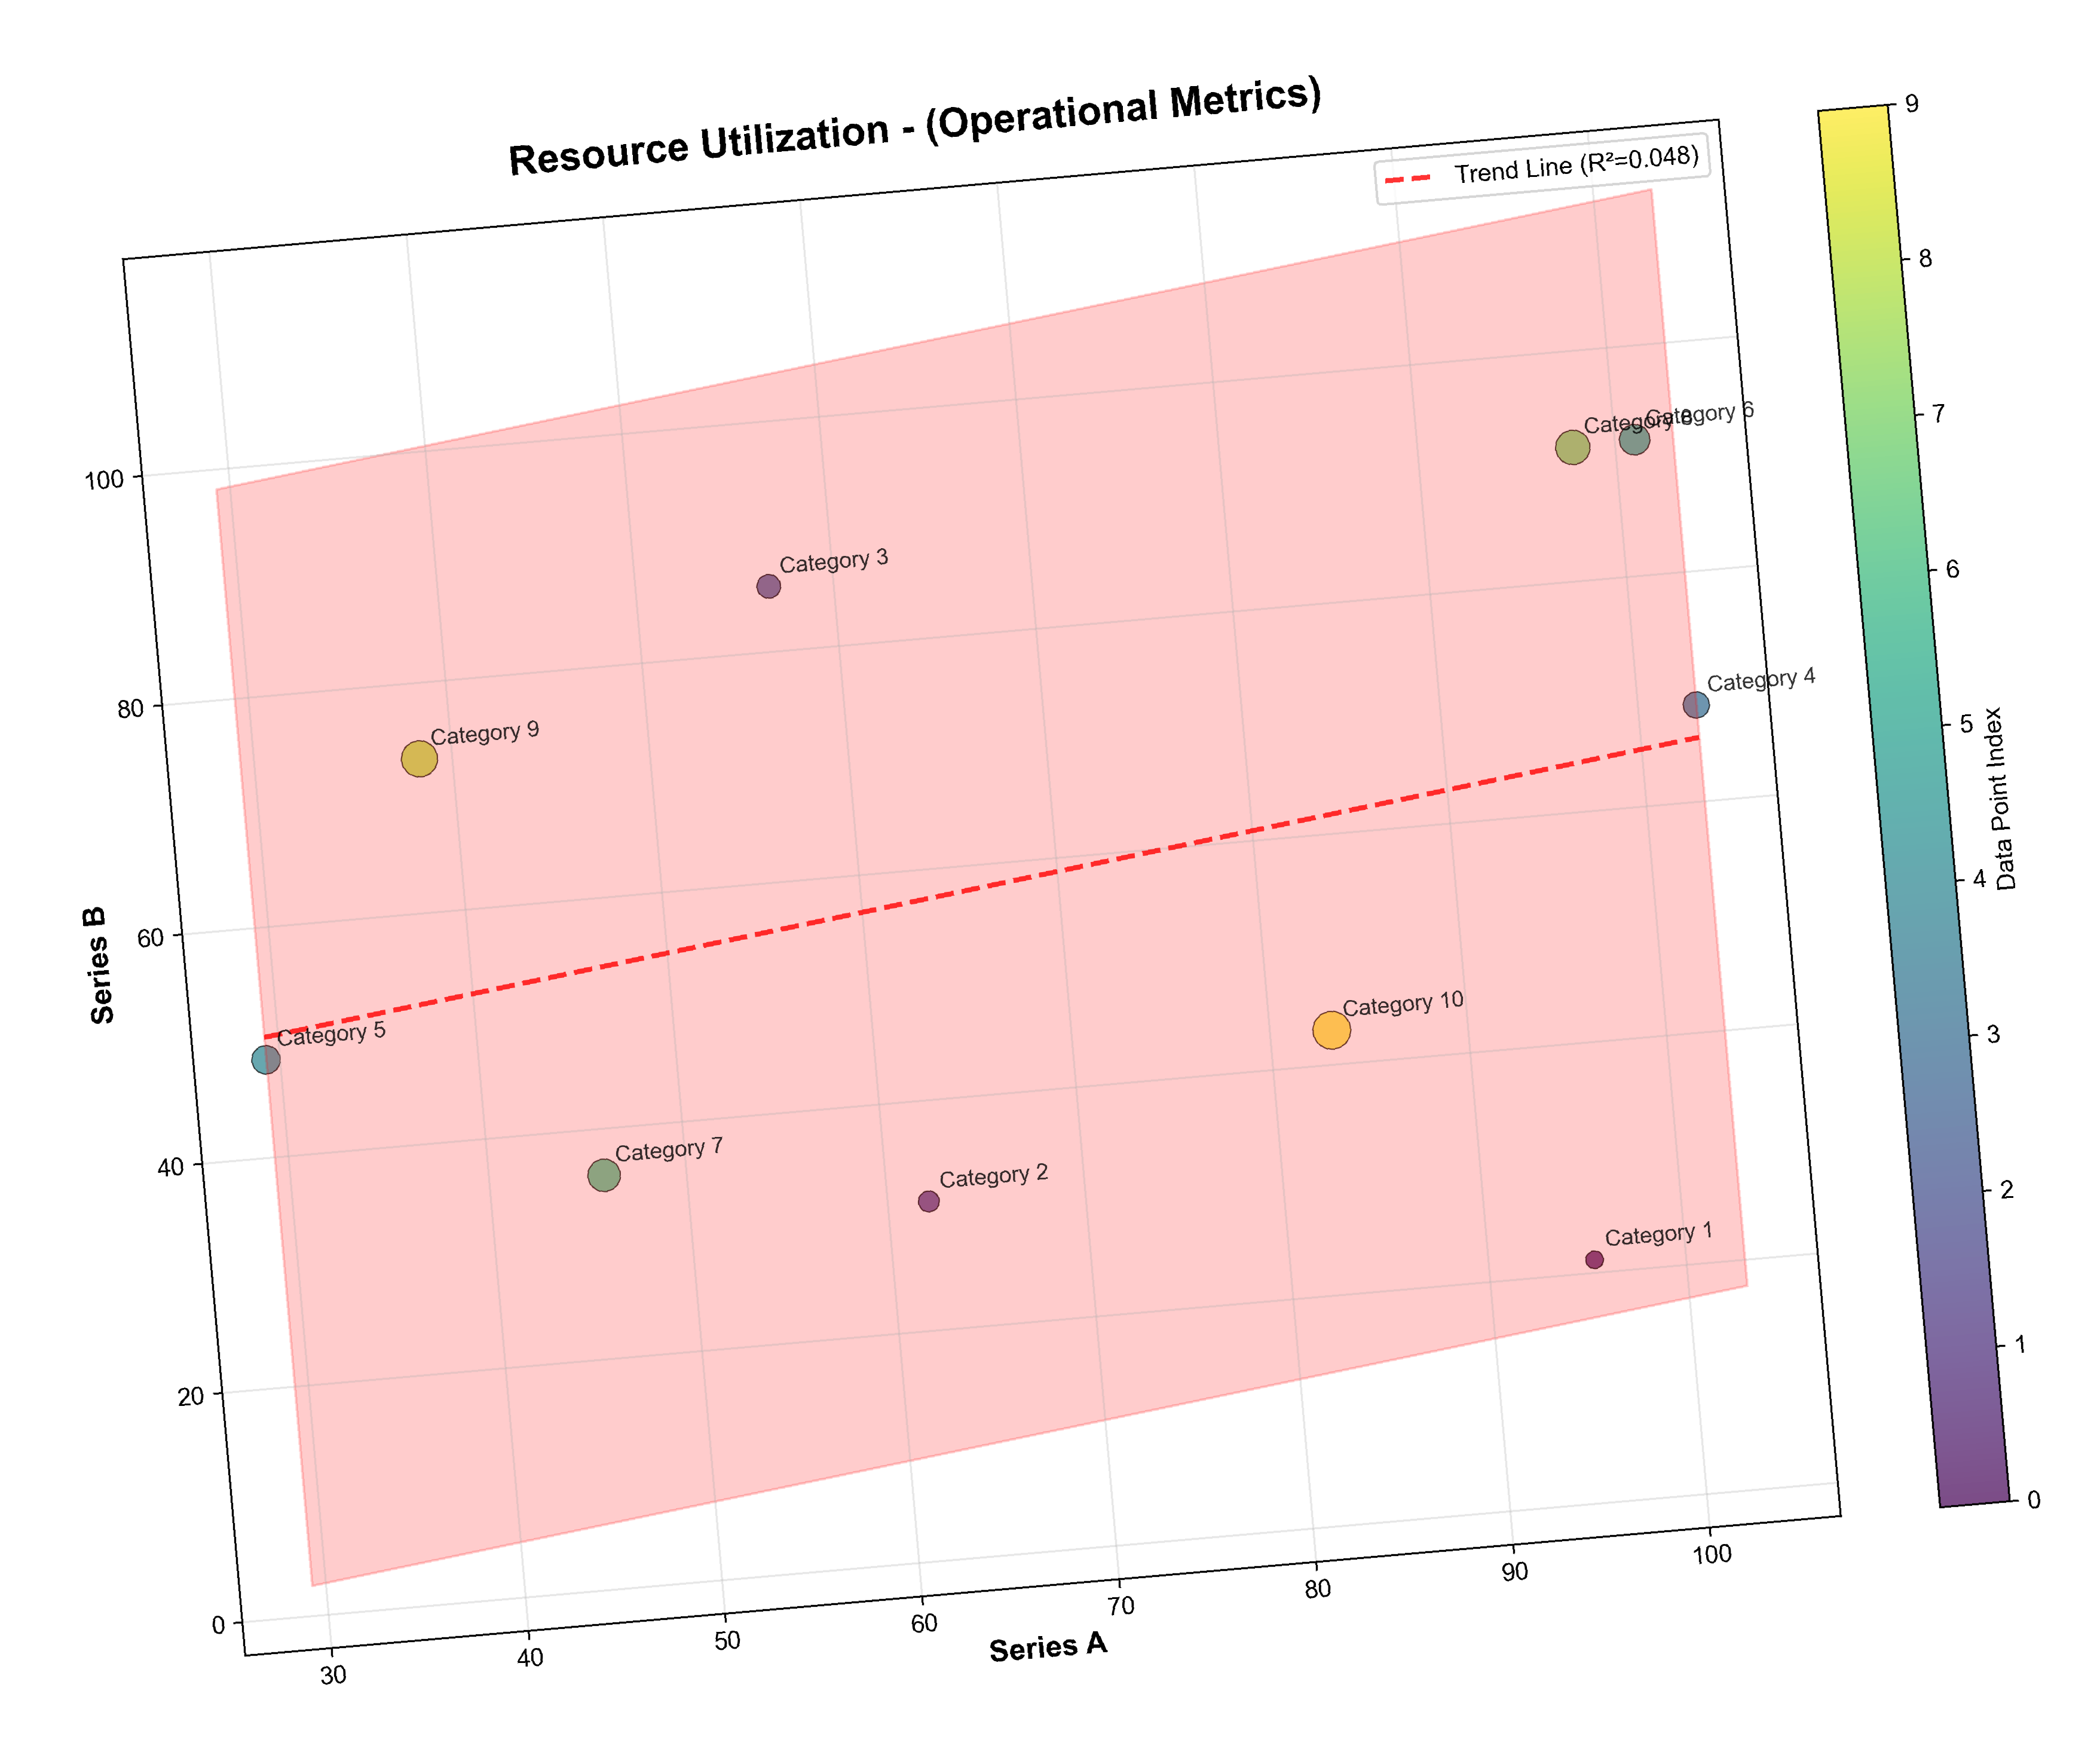 Resource Utilization - (Operational Metrics)
Trend Line (R²=0.048)
Category 8
Category 6
Category 3
Category 4
Category 9
Category 10
Category 5
Category 7
Category 2
Category 1
Series B
100
80
60
40
20
0
30
40
50
60
70
80
90
100
Series A
9
8
7
6
5
4
3
2
1
0
Data Point Index